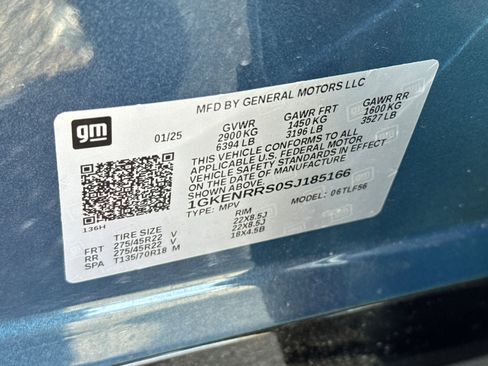 gm
MFD BY GENERAL MOTORS LLC
01/25 GVWR GAWR FRT GAWR RR
2900 KG 1450 KG 1600 KG
6394 LB 3196 LB 3527 LB
THIS VEHICLE CONFORMS TO ALL
APPLICABLE U.S. FEDERAL MOTOR
VEHICLE SAFETY STANDARDS IN EFFECT
ON THE DATE OF MANUFACTURE
SHOWN ABOVE.
1GKENRRS0SJ185166
TYPE: MPV MODEL: 06TLF56
136H
TIRE SIZE RIM
FRT 275/45R22 V 22X8.5J
RR 275/45R22 V 22X8.5J
SPA T135/70R18 M 18X4.5B